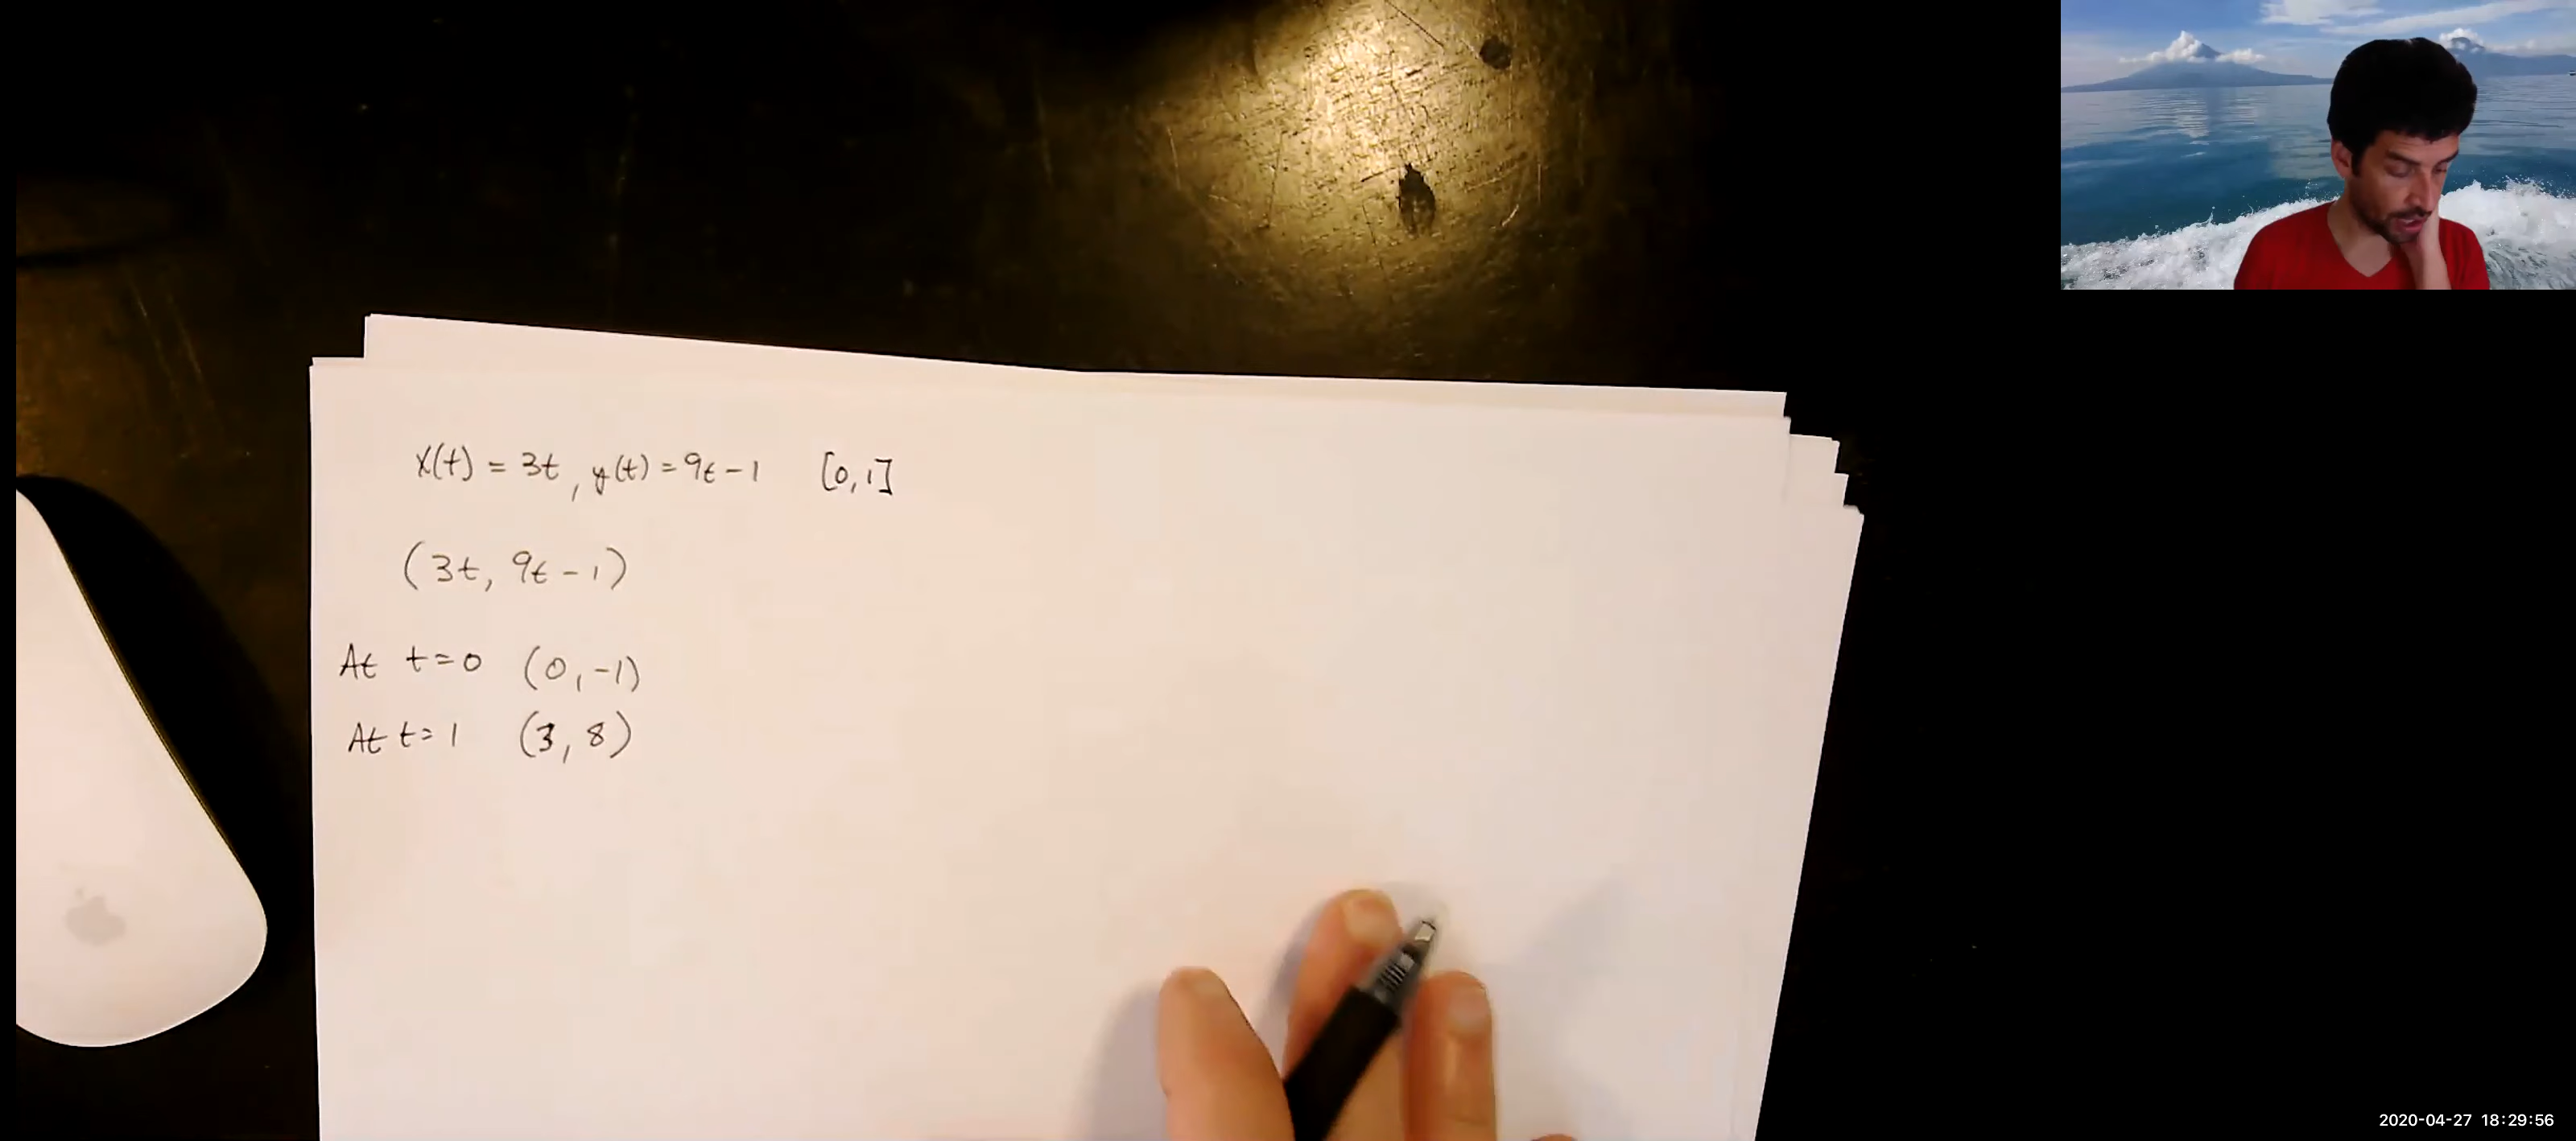 x(t) = 3t, y(t) = 9t - 1 [0, 1]
(3t, 9t - 1)
At t = 0 (0, -1)
At t = 1 (3, 8)
2020-04-27 18:29:56